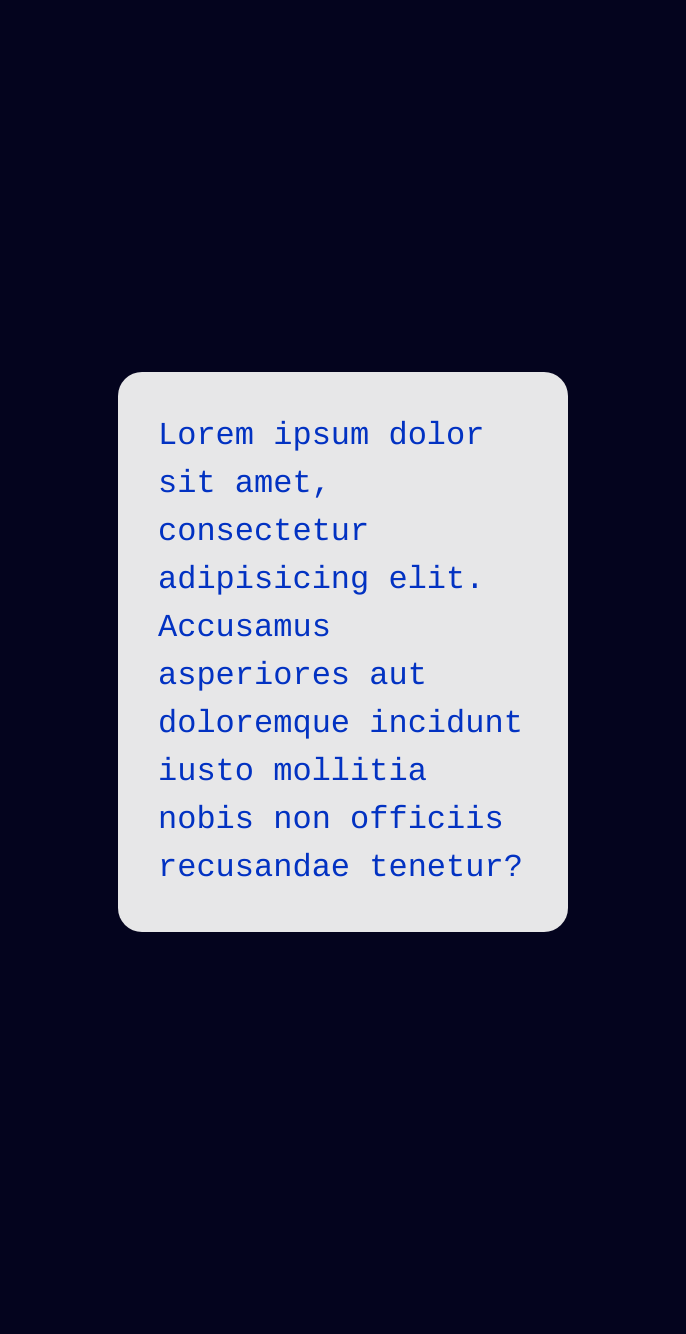 Lorem ipsum dolor
sit amet,
consectetur
adipisicing elit.
Accusamus
asperiores aut
doloremque incidunt
iusto mollitia
nobis non officiis
recusandae tenetur?